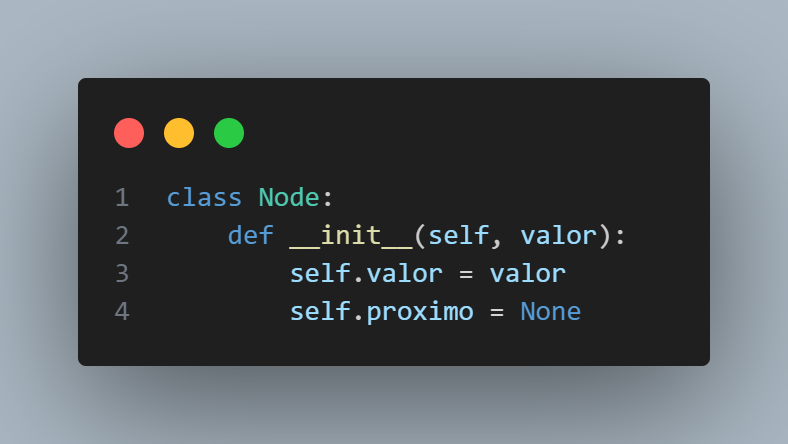 1 class Node:
2     def __init__(self, valor):
3         self.valor = valor
4         self.proximo = None